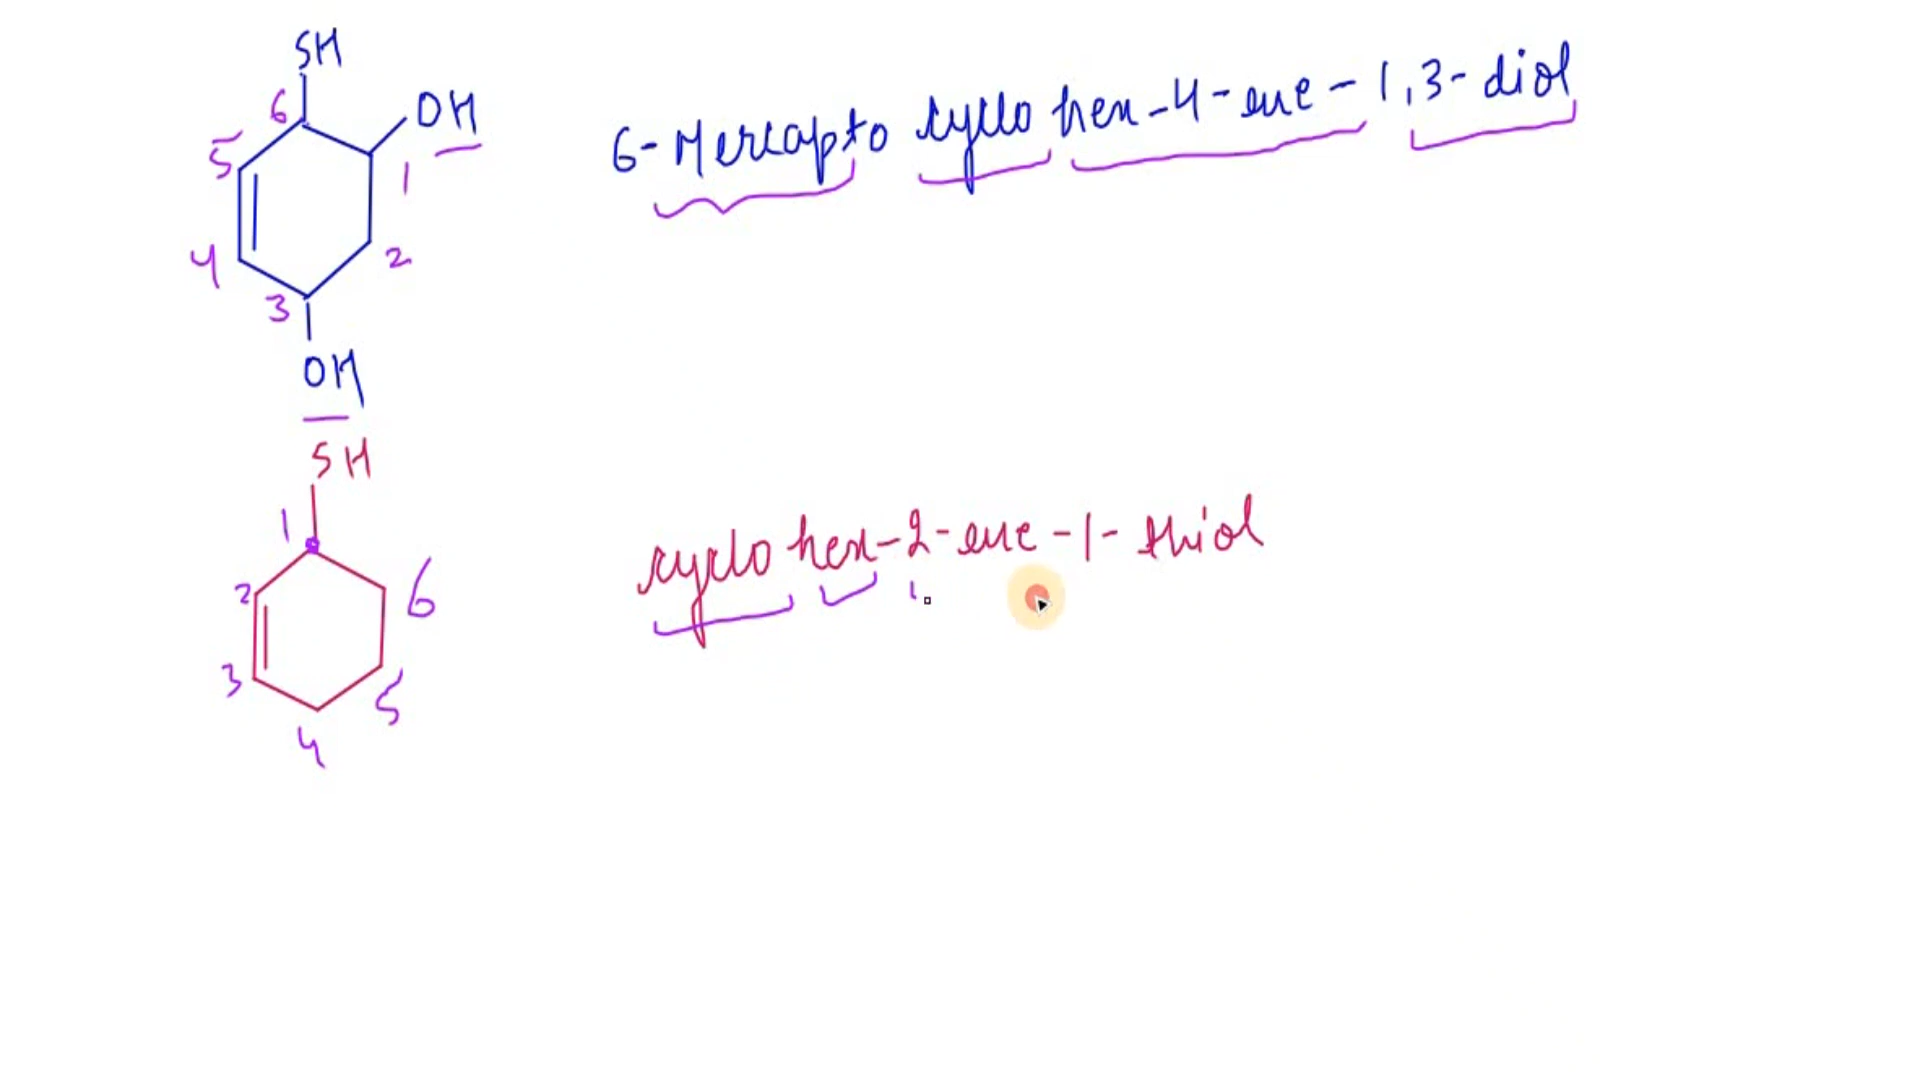 SH
6
OH
5
1
4
2
3
OH
6-Mercapto cyclo hex-4-ene-1,3-diol
SH
1
2
6
3
5
4
cyclo hex-2-ene-1-thiol